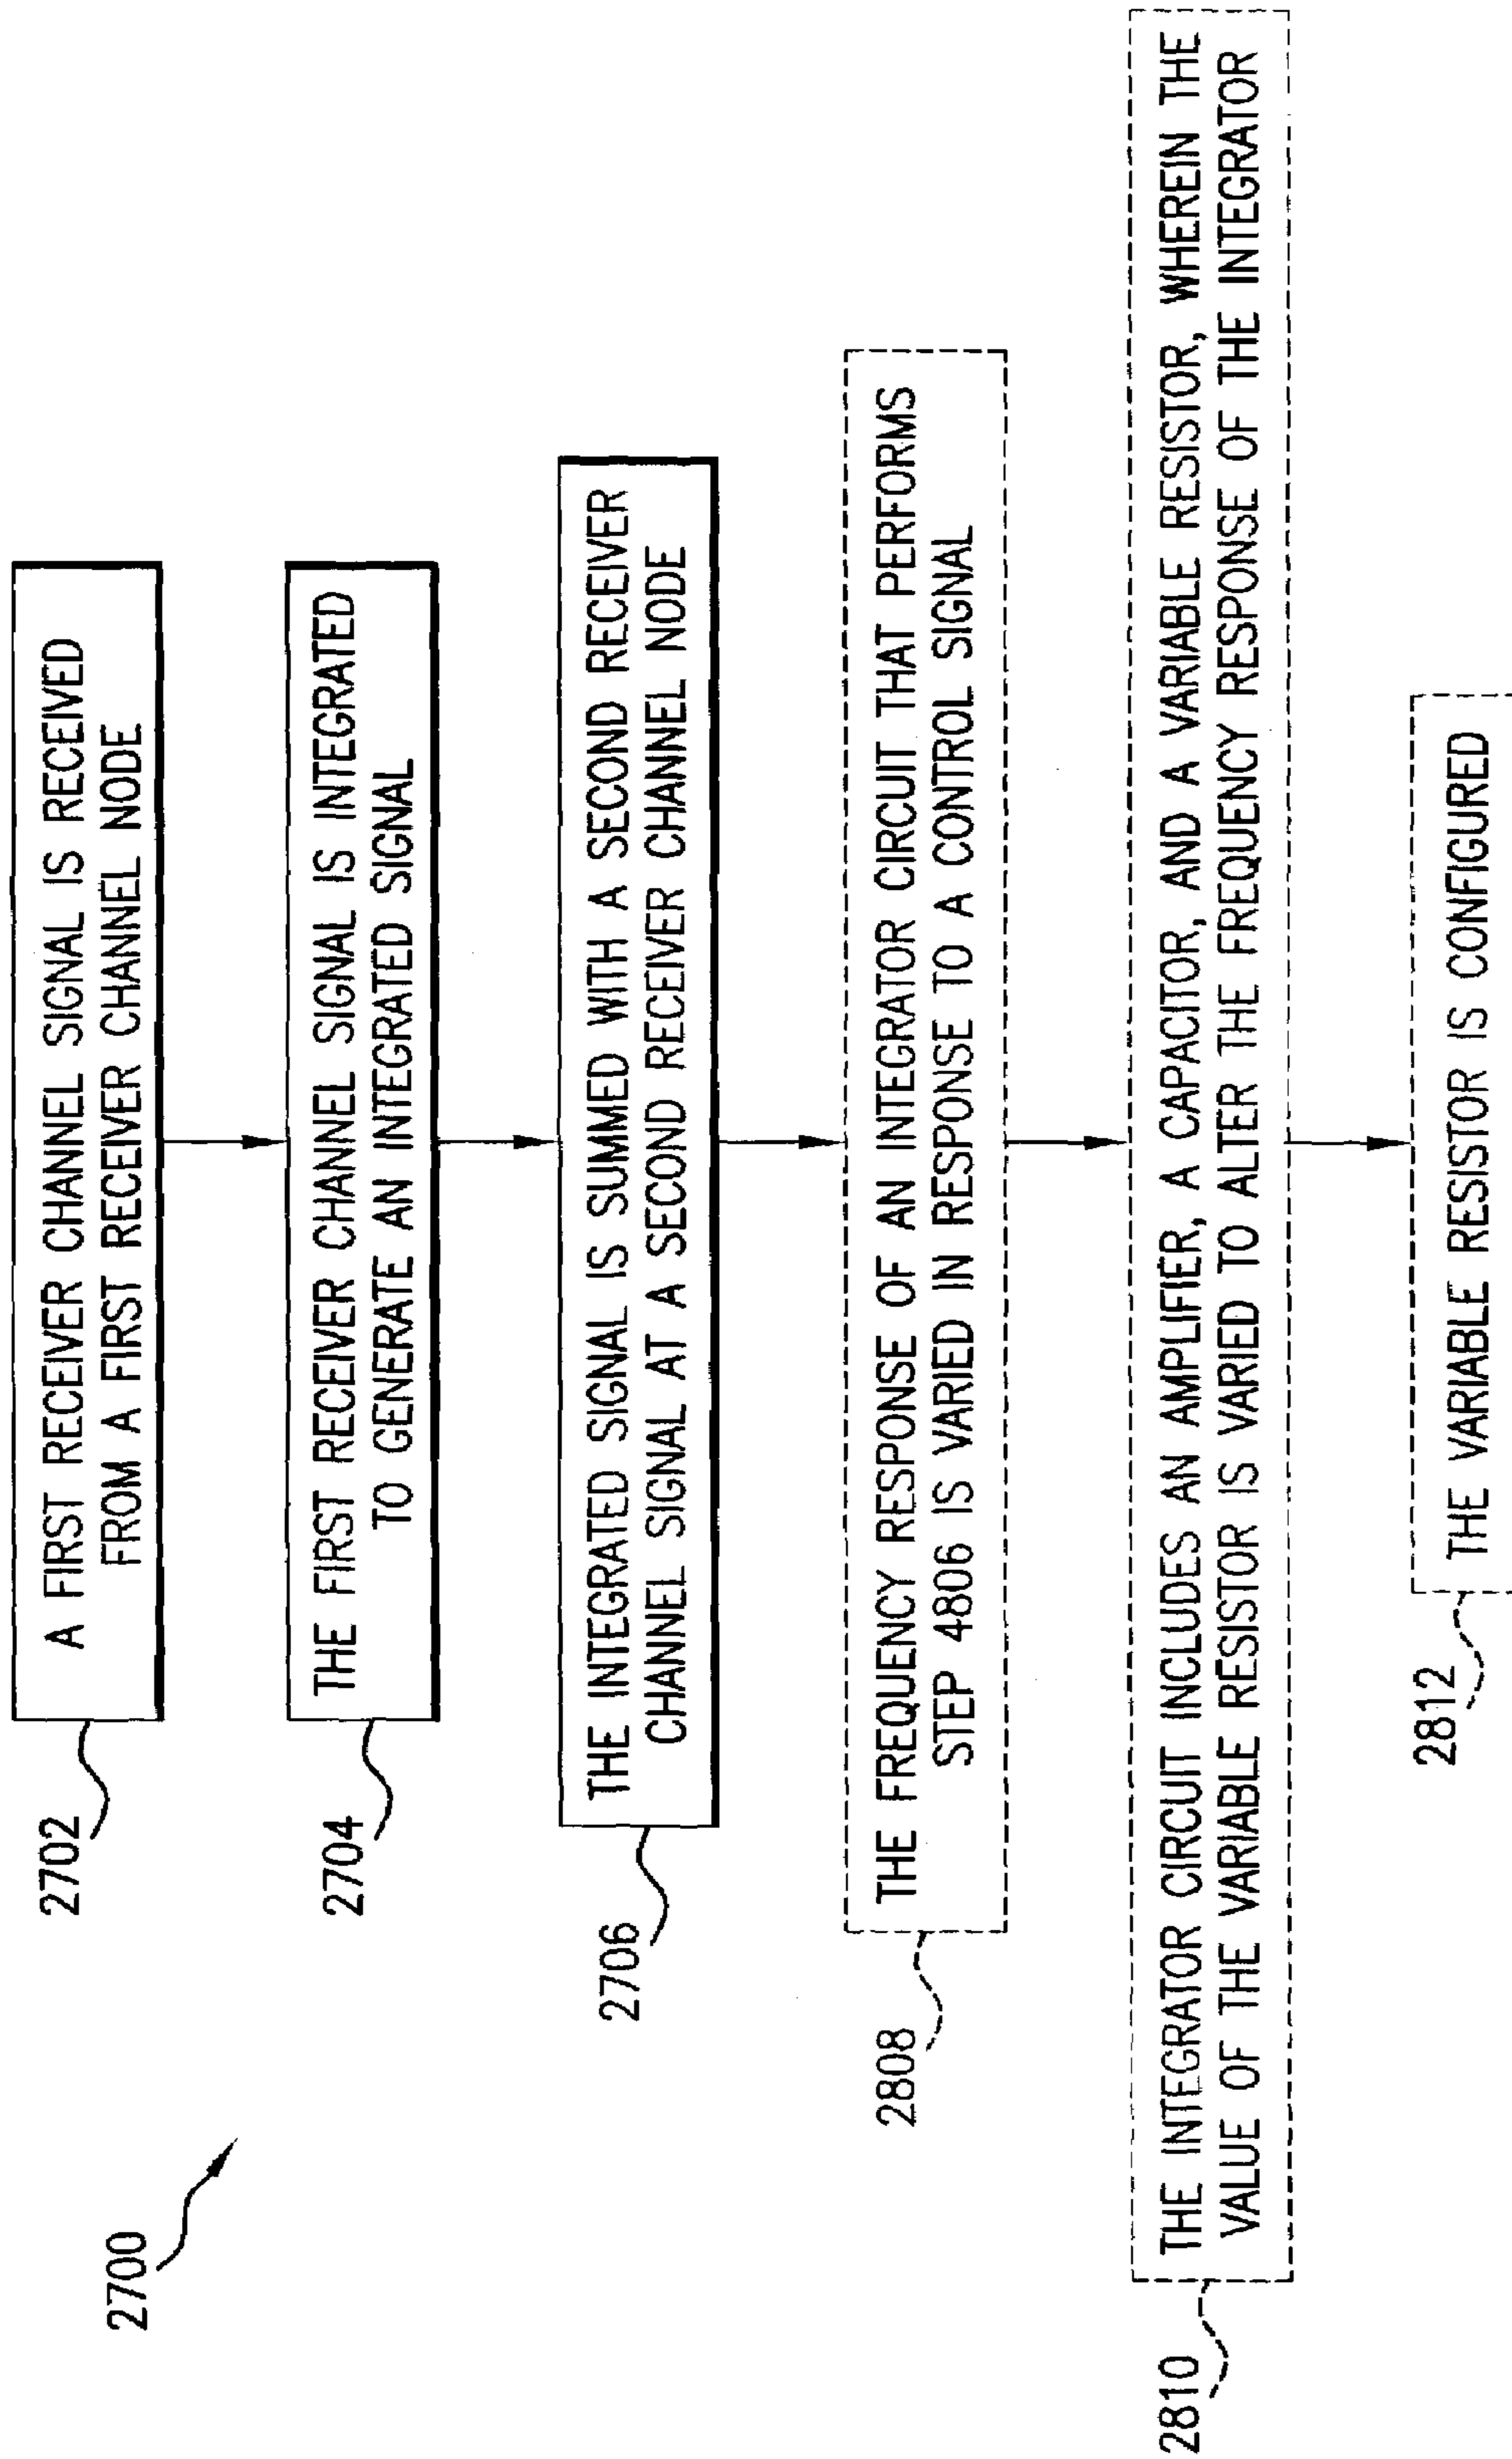 2700
2702
A FIRST RECEIVER CHANNEL SIGNAL IS RECEIVED
FROM A FIRST RECEIVER CHANNEL NODE
2704
THE FIRST RECEIVER CHANNEL SIGNAL IS INTEGRATED
TO GENERATE AN INTEGRATED SIGNAL
2706
THE INTEGRATED SIGNAL IS SUMMED WITH A SECOND RECEIVER
CHANNEL SIGNAL AT A SECOND RECEIVER CHANNEL NODE
2808
THE FREQUENCY RESPONSE OF AN INTEGRATOR CIRCUIT THAT PERFORMS
STEP 4806 IS VARIED IN RESPONSE TO A CONTROL SIGNAL
2810
THE INTEGRATOR CIRCUIT INCLUDES AN AMPLIFIER, A CAPACITOR, AND A VARIABLE RESISTOR, WHEREIN THE
VALUE OF THE VARIABLE RESISTOR IS VARIED TO ALTER THE FREQUENCY RESPONSE OF THE INTEGRATOR
2812
THE VARIABLE RESISTOR IS CONFIGURED